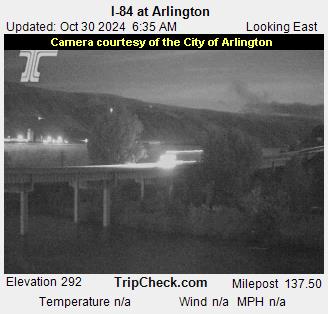 I-84 at Arlington
Updated: Oct 30 2024 6:35 AM Looking East
Camera courtesy of the City of Arlington
Elevation 292 TripCheck.com Milepost 137.50
Temperature n/a Wind n/a MPH n/a